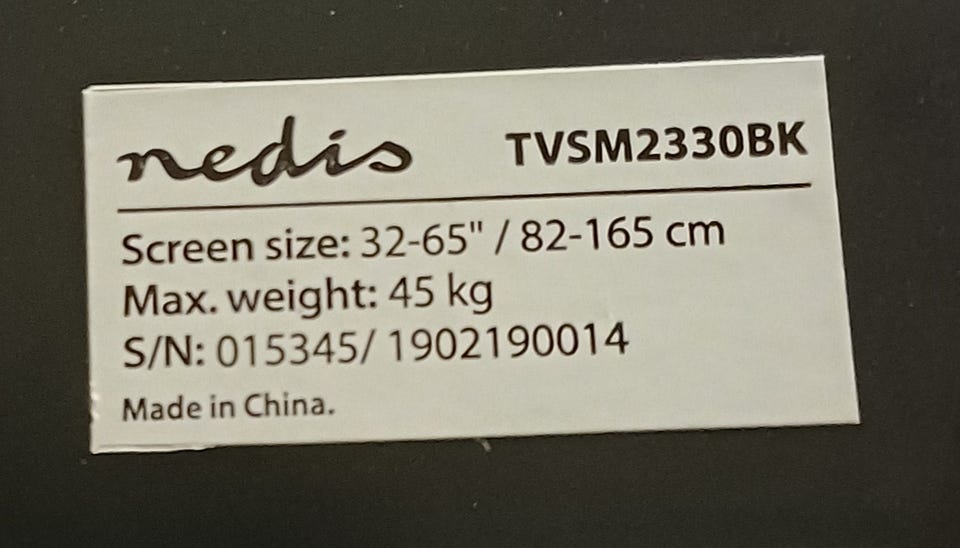 nedis TVSM2330BK
Screen size: 32-65" / 82-165 cm
Max. weight: 45 kg
S/N: 015345/ 1902190014
Made in China.